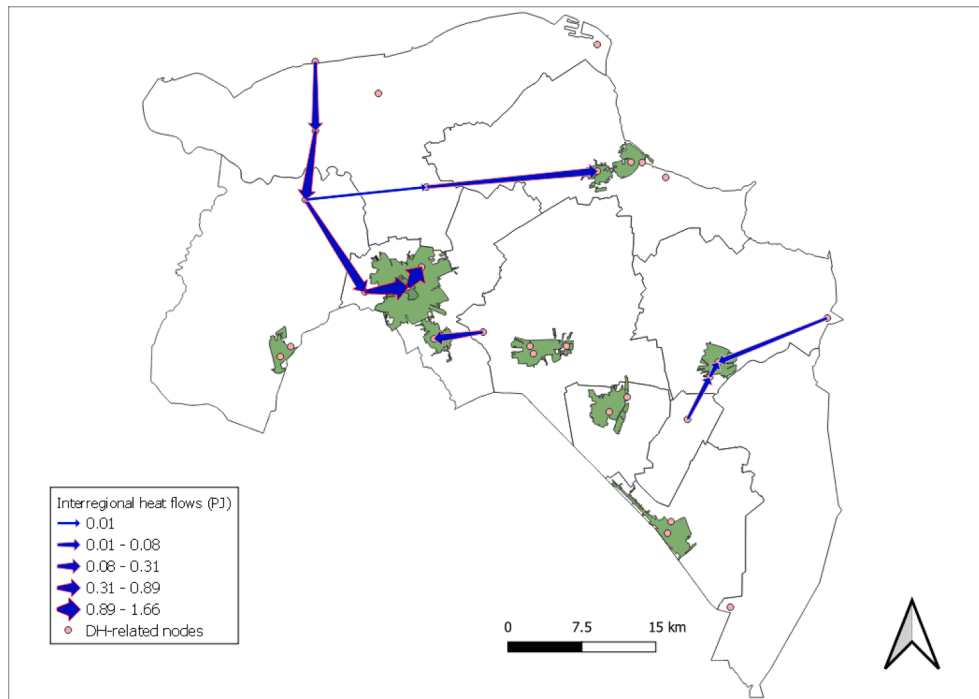 Interregional heat flows (PJ)
0.01
0.01 - 0.08
0.08 - 0.31
0.31 - 0.89
0.89 - 1.66
DH-related nodes
0 7.5 15 km